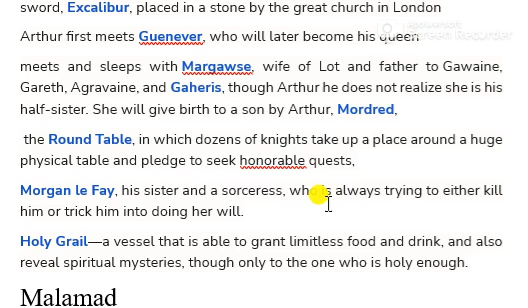 sword, Excalibur, placed in a stone by the great church in London
Arthur first meets Guenever, who will later become his queen
meets and sleeps with Margawse, wife of Lot and father to Gawaine,
Gareth, Agravaine, and Gaheris, though Arthur he does not realize she is his
half-sister. She will give birth to a son by Arthur, Mordred,
the Round Table, in which dozens of knights take up a place around a huge
physical table and pledge to seek honorable quests,
Morgan le Fay, his sister and a sorceress, who is always trying to either kill
him or trick him into doing her will.
Holy Grail—a vessel that is able to grant limitless food and drink, and also
reveal spiritual mysteries, though only to the one who is holy enough.
Malamad
Screen Recorder